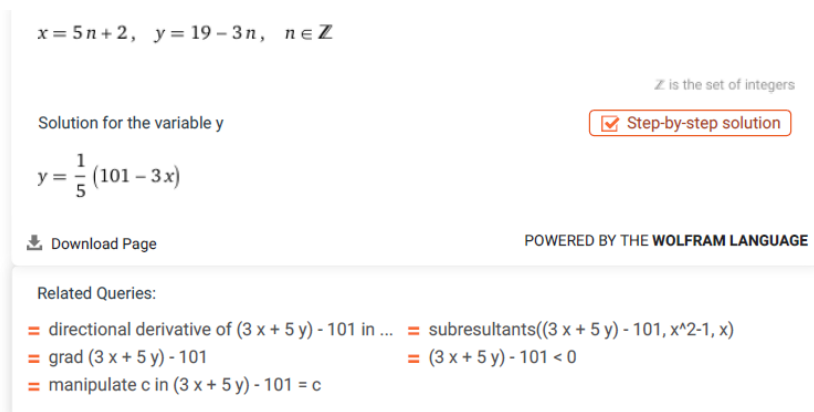 x = 5 n + 2, y = 19 – 3 n, n ∈ ℤ
ℤ is the set of integers
Solution for the variable y
Step-by-step solution
y = 1/5 (101 – 3 x)
Download Page
POWERED BY THE WOLFRAM LANGUAGE
Related Queries:
= directional derivative of (3 x + 5 y) - 101 in ...
= subresultants((3 x + 5 y) - 101, x^2-1, x)
= grad (3 x + 5 y) - 101
= (3 x + 5 y) - 101 < 0
= manipulate c in (3 x + 5 y) - 101 = c